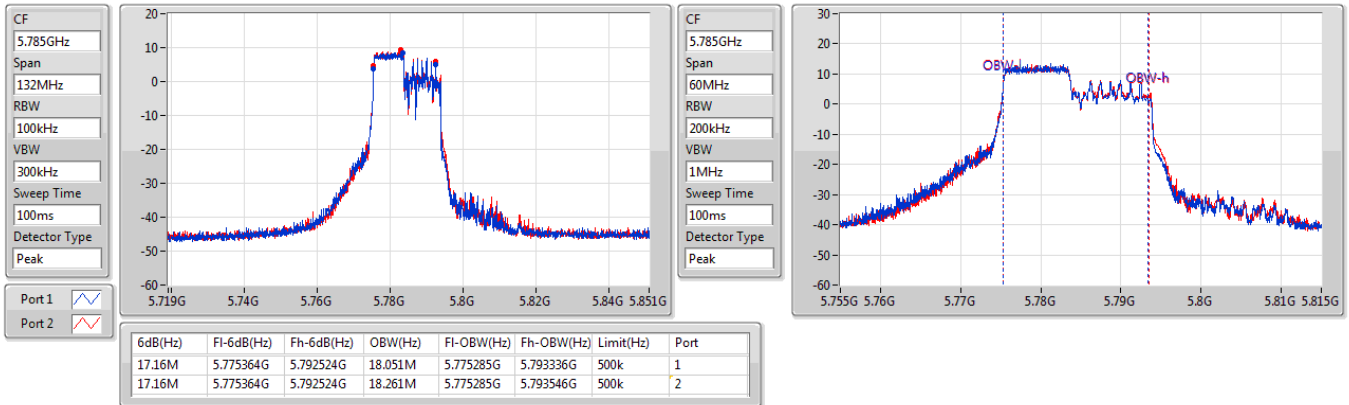 CF
5.785GHz
Span
132MHz
RBW
100kHz
VBW
300kHz
Sweep Time
100ms
Detector Type
Peak
Port 1
Port 2
20
10
0
-10
-20
-30
-40
-50
-60
5.719G 5.74G 5.76G 5.78G 5.8G 5.82G 5.84G 5.851G
CF
5.785GHz
Span
60MHz
RBW
200kHz
VBW
1MHz
Sweep Time
100ms
Detector Type
Peak
30
20
10
0
-10
-20
-30
-40
-50
-60
OBW-
OBW-h
5.755G 5.76G 5.77G 5.78G 5.79G 5.8G 5.81G 5.815G
6dB(Hz) Fl-6dB(Hz) Fh-6dB(Hz) OBW(Hz) Fl-OBW(Hz) Fh-OBW(Hz) Limit(Hz) Port
17.16M 5.775364G 5.792524G 18.051M 5.775285G 5.793336G 500k 1
17.16M 5.775364G 5.792524G 18.261M 5.775285G 5.793546G 500k 2